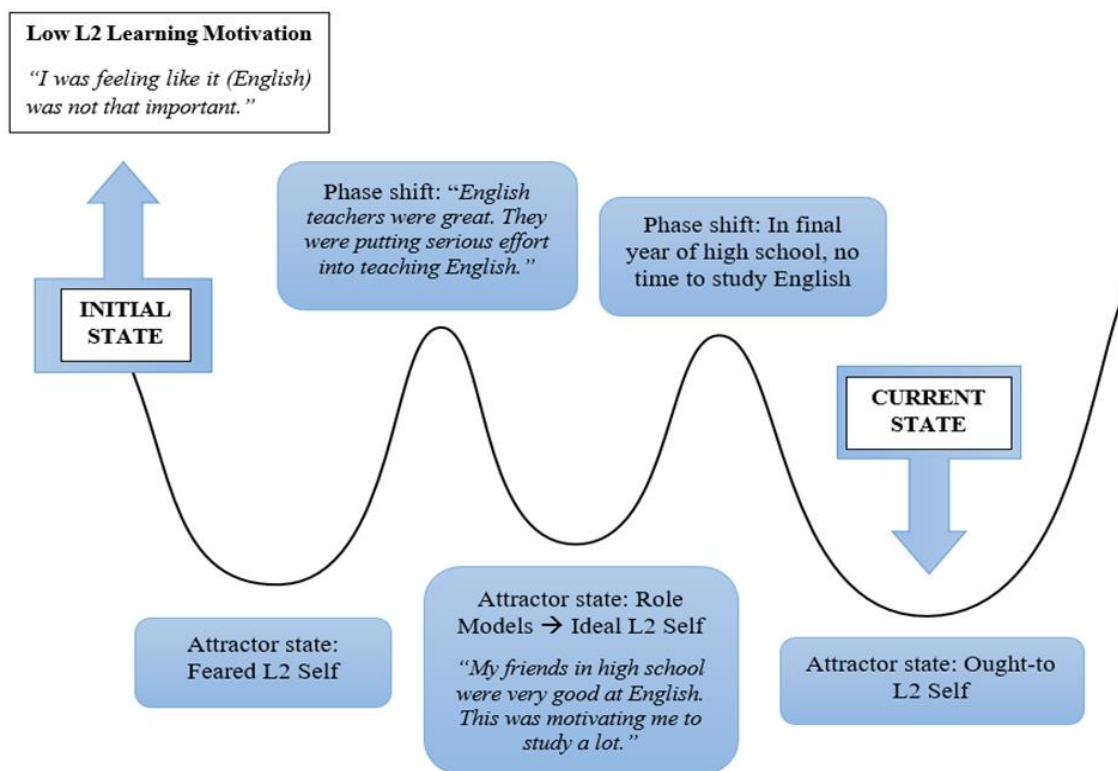 Low L2 Learning Motivation
“I was feeling like it (English)
was not that important.”
INITIAL
STATE
Phase shift: “English
teachers were great. They
were putting serious effort
into teaching English.”
Phase shift: In final
year of high school, no
time to study English
CURRENT
STATE
Attractor state:
Feared L2 Self
Attractor state: Role
Models → Ideal L2 Self
“My friends in high school
were very good at English.
This was motivating me to
study a lot.”
Attractor state: Ought-to
L2 Self